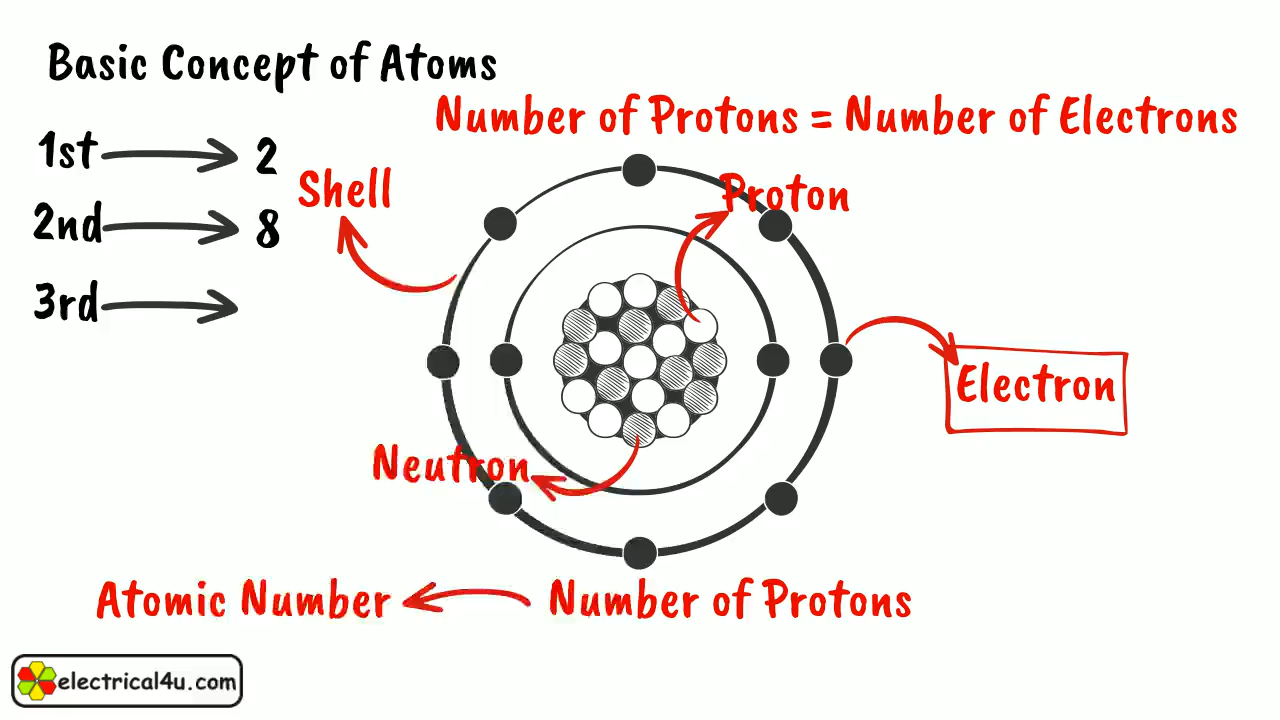 Basic Concept of Atoms
Number of Protons = Number of Electrons
1st 2
2nd 8
3rd
Shell
Proton
Electron
Neutron
Atomic Number Number of Protons
electrical4u.com